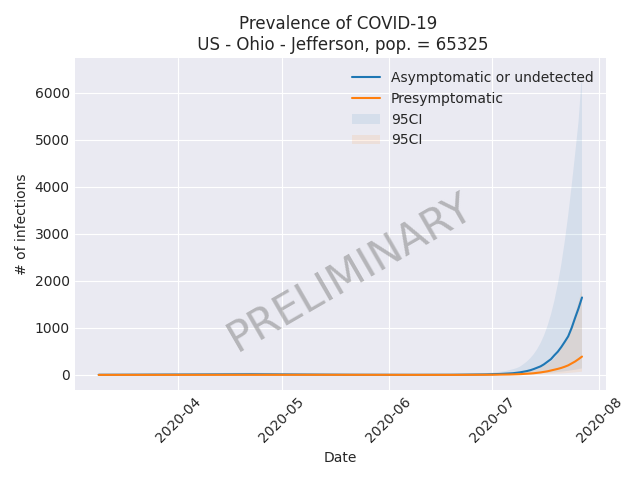 Prevalence of COVID-19
US - Ohio - Jefferson, pop. = 65325
Asymptomatic or undetected
Presymptomatic
95CI
95CI
# of infections
6000
5000
4000
3000
2000
1000
0
PRELIMINARY
2020-04
2020-05
2020-06
2020-07
2020-08
Date